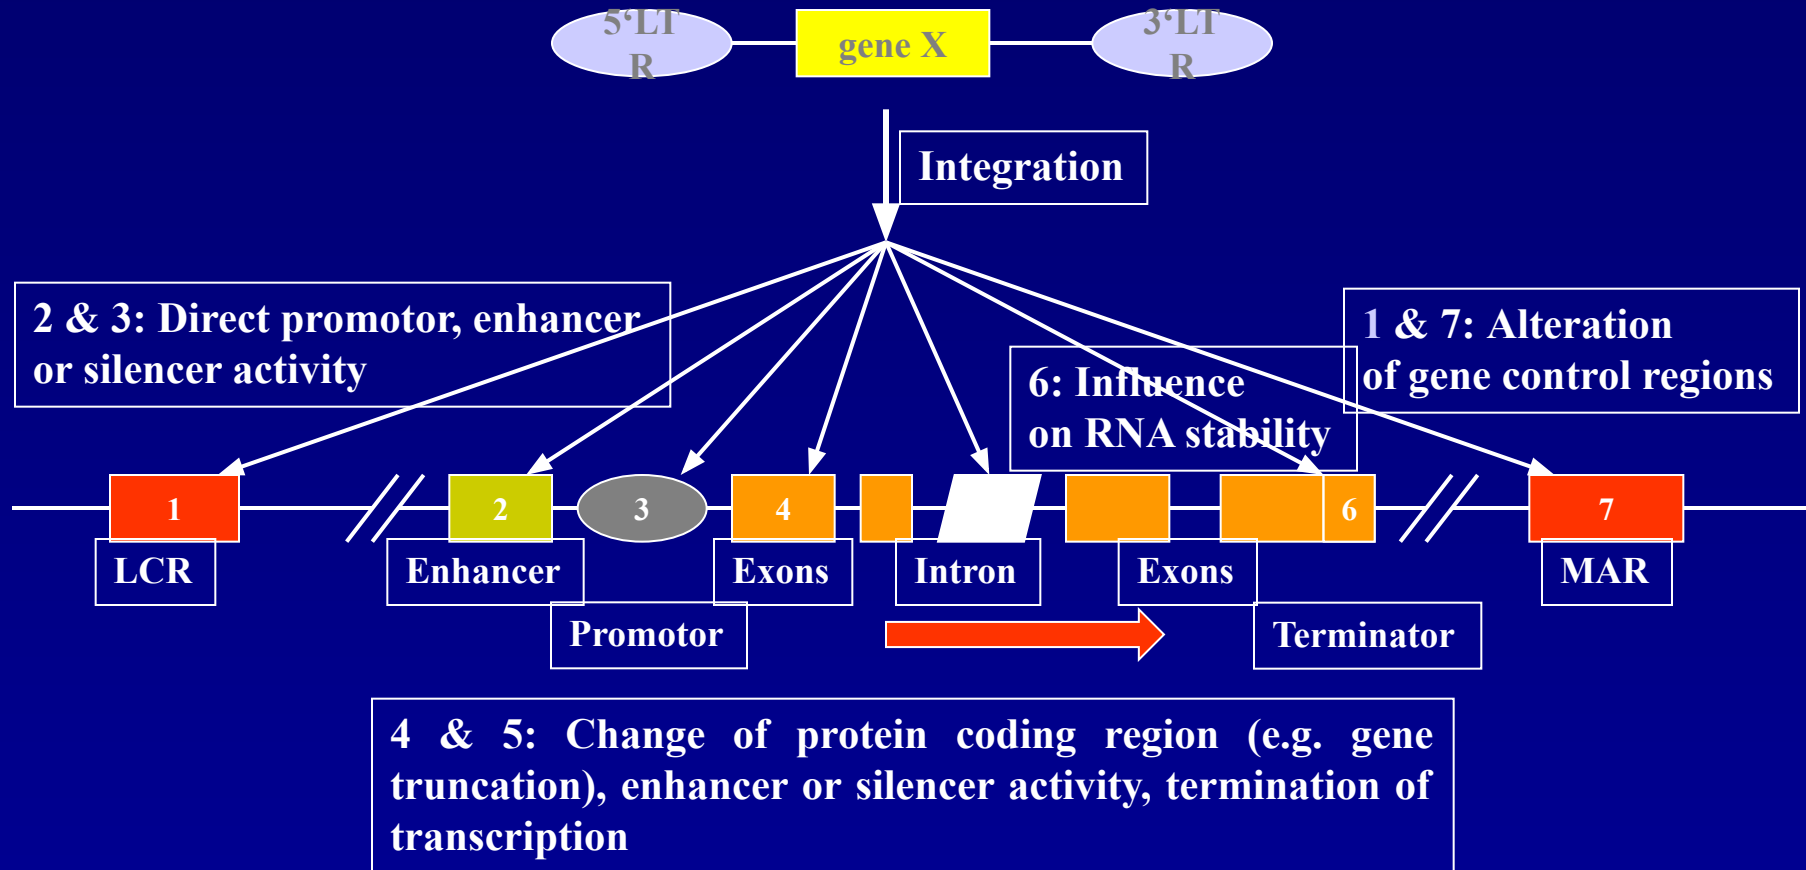 5‘LT
R
gene X
3‘LT
R
Integration
2 & 3: Direct promotor, enhancer
or silencer activity
1 & 7: Alteration
of gene control regions
6: Influence
on RNA stability
1
2
3
4
6
7
LCR
Enhancer
Exons
Intron
Exons
MAR
Promotor
Terminator
4 & 5: Change of protein coding region (e.g. gene
truncation), enhancer or silencer activity, termination of
transcription